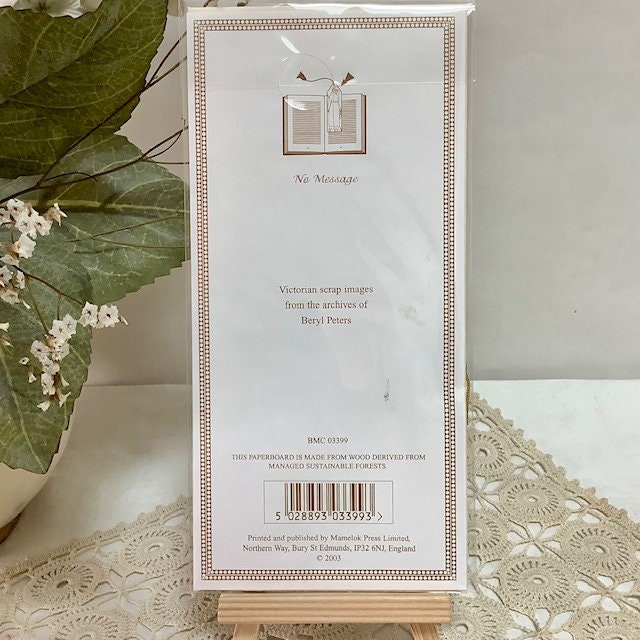 No Message
Victorian scrap images
from the archives of
Beryl Peters
BMC 03399
THIS PAPERBOARD IS MADE FROM WOOD DERIVED FROM
MANAGED SUSTAINABLE FORESTS.
5 028893 033993 >
Printed and published by Mamelok Press Limited,
Northern Way, Bury St Edmunds, IP32 6NJ, England
© 2003